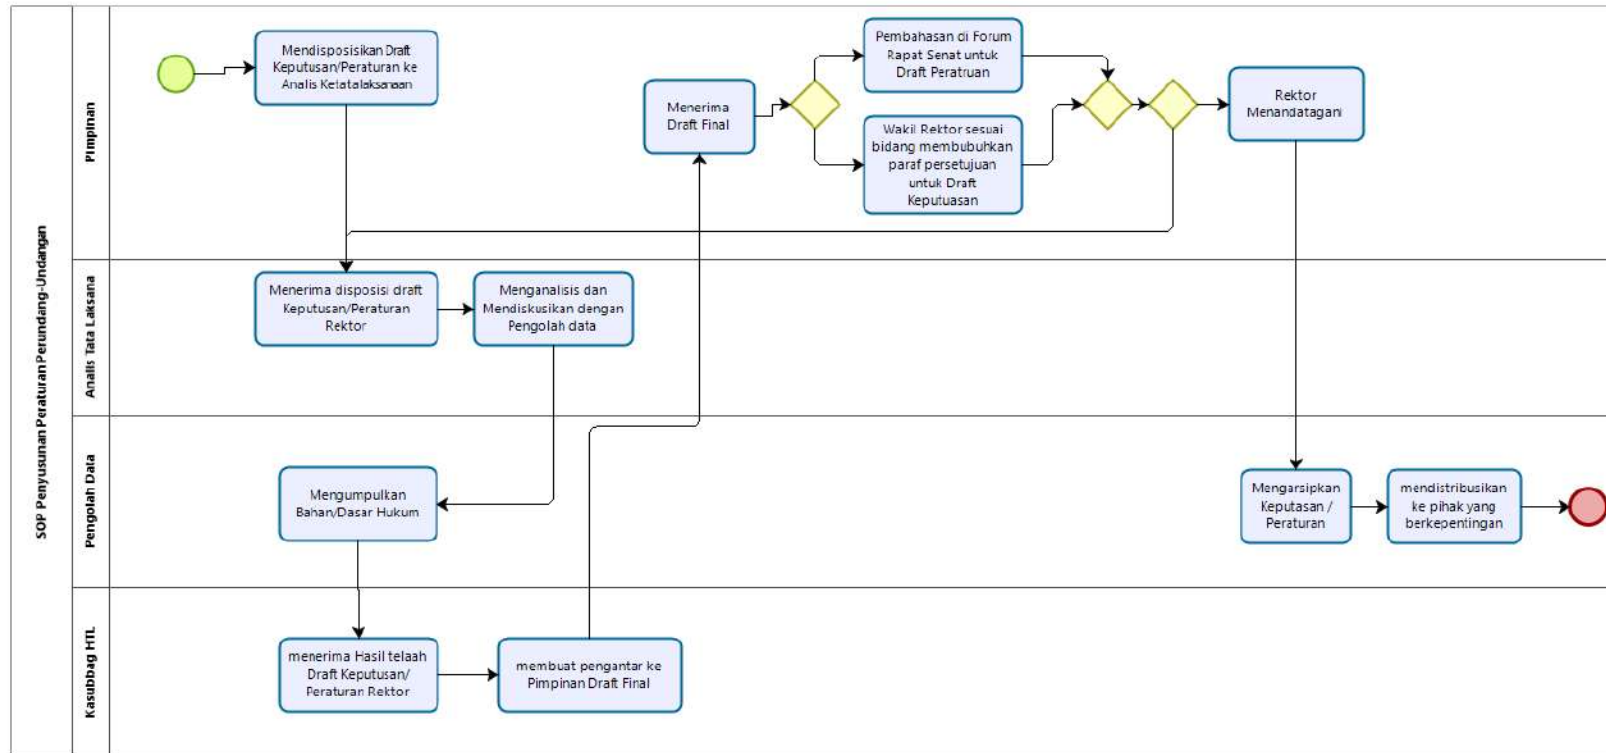 SOP Penyusunan Peraturan Perundang-Undangan
Pimpinan
Mendisposisikan Draft
Keputusan/Peraturan ke
Analis Ketatalaksanaan
Menerima
Draft Final
Pembahasan di Forum
Rapat Senat untuk
Draft Peratruan
Wakil Rektor sesuai
bidang membubuhkan
paraf persetujuan
untuk Draft
Keputuasan
Rektor
Menandatagani
Analis Tata Laksana
Menerima disposisi draft
Keputusan/Peraturan
Rektor
Menganalisis dan
Mendiskusikan dengan
Pengolah data
Pengolah Data
Mengumpulkan
Bahan/Dasar Hukum
Mengarsipkan
Keputasan /
Peraturan
mendistribusikan
ke pihak yang
berkepentingan
Kasubbag HTL
menerima Hasil telaah
Draft Keputusan/
Peraturan Rektor
membuat pengantar ke
Pimpinan Draft Final